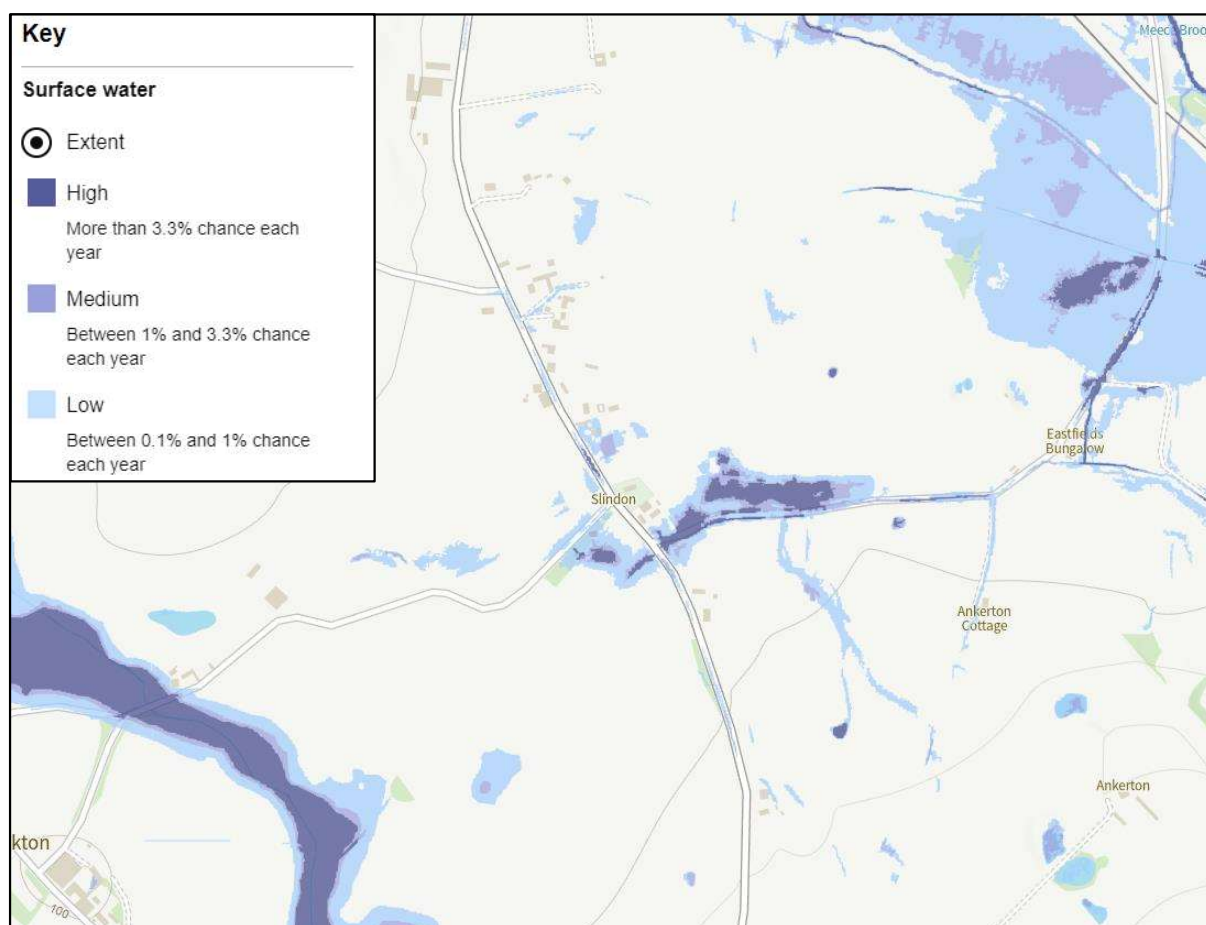 Key
Surface water
Extent
High
More than 3.3% chance each
year
Medium
Between 1% and 3.3% chance
each year
Low
Between 0.1% and 1% chance
each year
Eastfields
Bungalow
Slindon
Ankerton
Cottage
Ankerton
kton
100